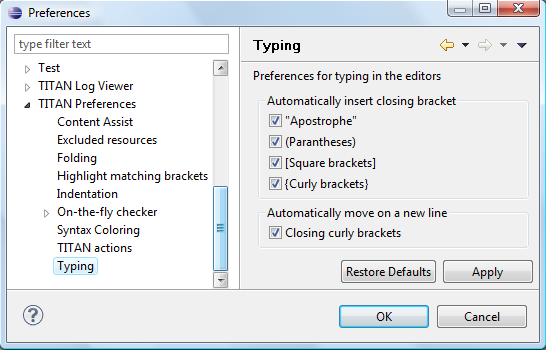 Preferences
type filter text
Test
TITAN Log Viewer
TITAN Preferences
Content Assist
Excluded resources
Folding
Highlight matching brackets
Indentation
On-the-fly checker
Syntax Coloring
TITAN actions
Typing
Typing
Preferences for typing in the editors
Automatically insert closing bracket
"Apostrophe"
(Parantheses)
[Square brackets]
{Curly brackets}
Automatically move on a new line
Closing curly brackets
Restore Defaults
Apply
?
OK
Cancel